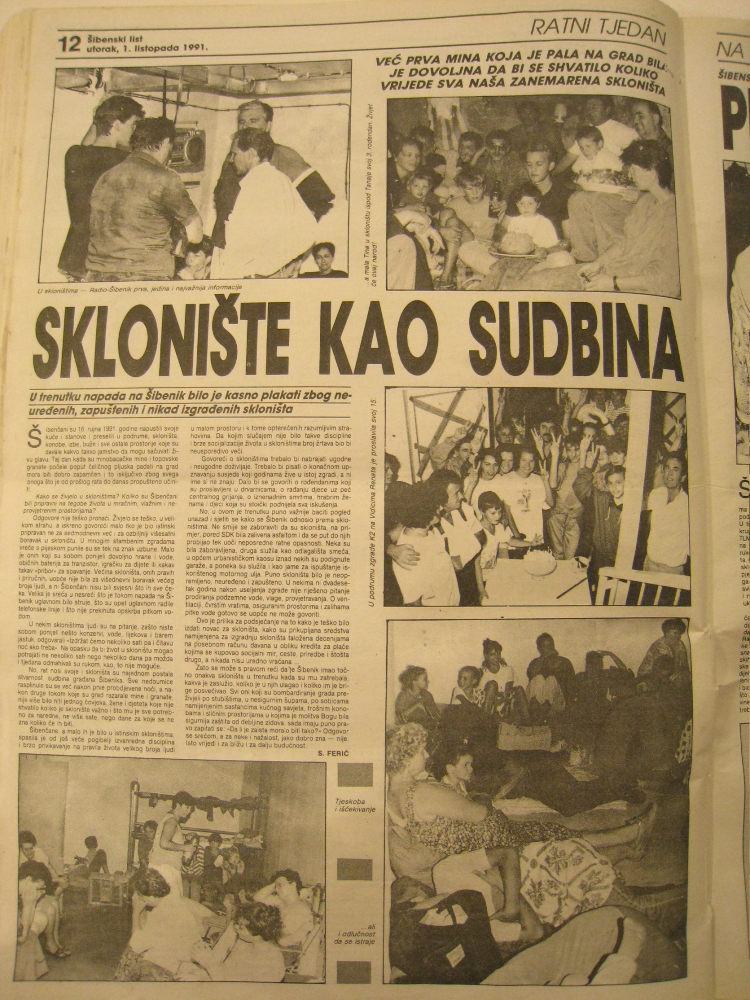 12 Šibenski list
utorak, 1. listopada 1991.
RATNI TJEDAN
VEĆ PRVA MINA KOJA JE PALA NA GRAD BILA
JE DOVOLJNA DA BI SE SHVATILO KOLIKO
VRIJEDE SVA NAŠA ZANEMARENA SKLONIŠTA
U skloništima — Radio-Šibenik prva, jedina i najvažnija informacija
...a mala Tina u skloništu ispod Tanaje svoj 3. rođendan. Živjet
će ovaj narod!
SKLONIŠTE KAO SUDBINA
U trenutku napada na Šibenik bilo je kasno plakati zbog ne-
uređenih, zapuštenih i nikad izgrađenih skloništa
Šibenčani su 16. rujna 1991. godine napustili svoje
kuće i stanove i preselili u podrume, skloništa,
konobe, izbe, buže i sve ostale prostorije koje su
davale kakvo takvo jamstvo da mogu sačuvati ži-
vu glavu. Taj dan kada su minobacačke mine i topovske
granate počele poput čeličnog pljuska padati na grad
mora biti dobro zapamćen i to isključivo zbog svega
onoga što je od prošlog rata do danas propušteno učini-
ti.
Kako se živjelo u skloništima? Koliko su Šibenčani
bili pripravni na tegobe života u mračnim, vlažnim i ne-
provjetrenim prostorijama?
Odgovore nije teško pronaći. Živjelo se teško, u veli-
kom strahu, a iskreno govoreći malo tko je bio istinski
pripravan ne za sedmodnevni već i za ozbiljniji višesatni
boravak u skloništu. U mnogim stambenim zgradama
vreće s pijeskom punile su se tek na znak uzbune. Malo
je onih koji su sobom ponijeli dovoljno hrane i vode,
običnih baterija za tranzistor, igračku za dijete ili kakav
takav »pribor« za spavanje. Većina skloništa, onih pravih
i priručnih, uopće nije bila za višednevni boravak većeg
broja ljudi, a ni Šibenčani nisu bili svjesni što ih sve če-
ka. Velika je sreća u nesreći što je tokom napada na Ši-
benik uglavnom bilo struje, što su opet uglavnom radile
telefonske linije i što nije prekinuta opskrba pitkom vo-
dom.
U nekim skloništima ljudi su na pitanje, zašto niste
sobom ponijeli nešto konzervi, vode, lijekova i barem
jastuk, odgovarali »Izdržat ćemo nekoliko sati pa i čitavu
noć ako treba«. Na opasku da bi život u skloništu mogao
potrajati ne nekoliko sati nego nekoliko dana pa možda
i tjedana odmahivali su rukom, kao, to nije moguće.
No, rat nosi svoje i skloništa su najednom postala
stvarnost, sudbina građana Šibenika. Sve nedoumice
rasplinule su se već nakon prve probdjevene noći, a na-
kon druge tokom koje su grad razarale mine i granate,
nije više bilo niti jednog čovjeka, žene i djeteta koje nije
shvatilo koliko je sklonište važno i što mu je sve potreb-
no za naredne, ne više sate, nego dane za koje se ne
zna koliko će ih biti.
Šibenčane, a malo ih je bilo u istinskim skloništima,
spasila je od još veće pogibelji izvanredna disciplina
i brzo privikavanje na pravila života velikog broja ljudi
u malom prostoru i k tome opterećenih razumljivim stra-
hovima. Da kojim slučajem nije bilo takve discipline
i brze socijalizacije života u skloništima broj žrtava bio bi
neusporedivo veći.
Govoreći o skloništima trebalo bi nabrajati ugodne
i neugodne doživljaje. Trebalo bi pisati o konačnom up-
znavanju susjeda koji godinama žive u istoj zgradi, a ni
ime si ne znaju. Dalo bi se govoriti o rođendanima koji
su proslavljeni u drvarnicama, o rađanju djece uz peć
centralnog grijanja, o iznenadnim smrtima, hrabrim že-
nama i djeci koja su stoički podnijela sva iskušenja.
No, u ovom je trenutku puno važnije baciti pogled
unazad i sjetiti se kako se Šibenik odnosio prema sklo-
ništima. Ne smije se zaboraviti da su skloništa, na pri-
mjer, pored SDK bila zalivena asfaltom i da se put do njih
probijao tek uoči neposredne ratne opasnosti. Neka su
bila zaboravljena, druga služila kao odlagališta smeća,
u općem urbanističkom kaosu iznad nekih su podignute
garaže, a poneka su služila i kao jame za ispuštanje is-
korištenog motornog ulja. Puno skloništa bilo je neop-
remljeno, neuređeno i zapušteno. U nekima ni dvadese-
tak godina nakon useljenja zgrade nije riješeno pitanje
prodiranja podzemne vode, vlage, provjetravanja. O ven-
tilaciji, čvrstim vratima, osiguranim prostorima i zalihama
pitke vode gotovo se uopće ne može govoriti.
Ovo je prilika za podsjećanje na to kako je teško bilo
izdati novac za skloništa, kako su prikupljana sredstva
namijenjena za izgradnju skloništa taložena decenijama
na posebnom računu davana u obliku kredita za plaće
kojima se kupovao socijalni mir, ceste, priredbe i štošta
drugo, a nikada nisu uredno vraćana ...
Zato se može s pravom reći da je Šibenik imao toč-
no onakva skloništa u trenutku kada su mu zatrebala,
kakva je zaslužio, koliko je u njih ulagao i koliko im je bri-
ge posvećivao. Svi oni koji su bombardiranje grada pre-
živjeli po stubištima, u nesigurnim šupama, po sobicama
namijenjenim sastancima kućnog savjeta, trošnim kono-
bama i sličnim prostorijama u kojima je molitva Bogu bila
sigurnija zaštita od debljine zidova, sada imaju puno pra-
vo zapitati se: »Da li je zaista moralo biti tako?« Odgovor
se srećom, a za neke i nažalost, jako dobro zna — nije.
Isto vrijedi i za bližu i za dalju budućnost.
S. FERIĆ
U podrumu zgrade K2 na Vidicima Renata je proslavila svoj 15.
Tjeskoba
i iščekivanje
...ali
i odlučnost
da se istraje
NA